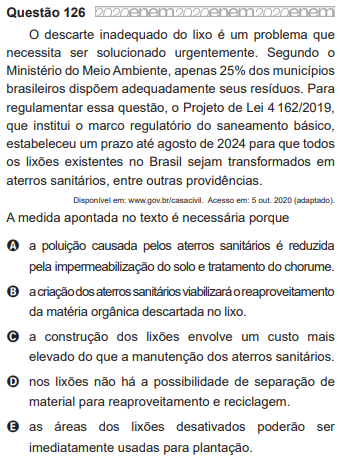 Questão 126 2020enem2020enem2020enem
O descarte inadequado do lixo é um problema que
necessita ser solucionado urgentemente. Segundo o
Ministério do Meio Ambiente, apenas 25% dos municípios
brasileiros dispõem adequadamente seus resíduos. Para
regulamentar essa questão, o Projeto de Lei 4 162/2019,
que institui o marco regulatório do saneamento básico,
estabeleceu um prazo até agosto de 2024 para que todos
os lixões existentes no Brasil sejam transformados em
aterros sanitários, entre outras providências.
Disponível em: www.gov.br/casacivil. Acesso em: 5 out. 2020 (adaptado).
A medida apontada no texto é necessária porque
A a poluição causada pelos aterros sanitários é reduzida
pela impermeabilização do solo e tratamento do chorume.
B a criação dos aterros sanitários viabilizará o reaproveitamento
da matéria orgânica descartada no lixo.
C a construção dos lixões envolve um custo mais
elevado do que a manutenção dos aterros sanitários.
D nos lixões não há a possibilidade de separação de
material para reaproveitamento e reciclagem.
E as áreas dos lixões desativados poderão ser
imediatamente usadas para plantação.